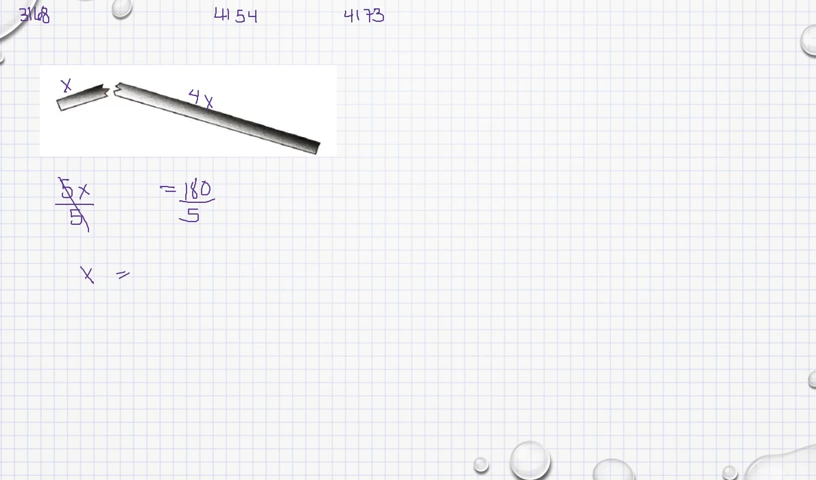 3168 4154 4173
x 4x
5x = 180
5 5
x =